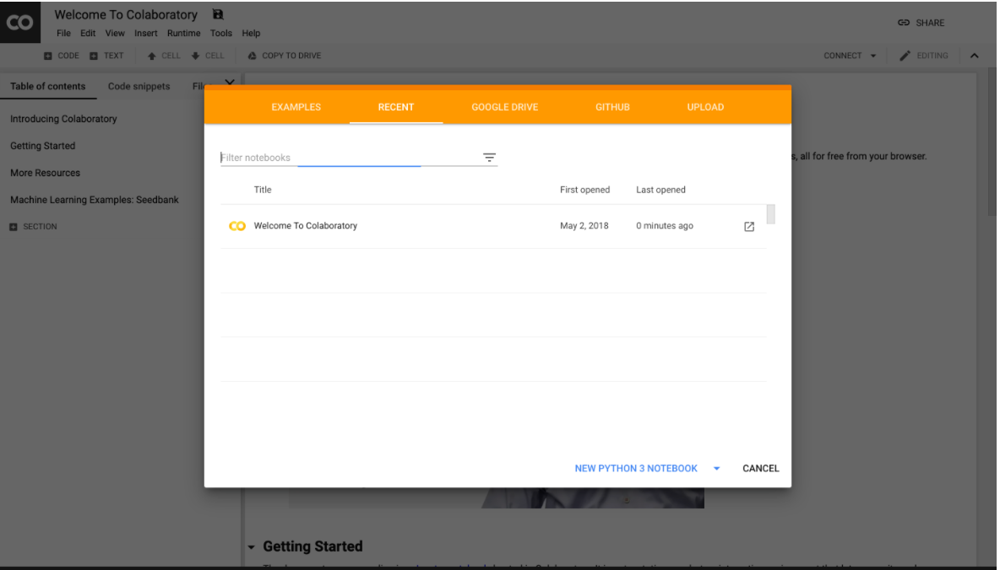 CO Welcome To Colaboratory
File Edit View Insert Runtime Tools Help
SHARE
CODE TEXT CELL CELL COPY TO DRIVE CONNECT EDITING
Table of contents Code snippets
Introducing Colaboratory
Getting Started
More Resources
Machine Learning Examples: Seedbank
SECTION
EXAMPLES RECENT GOOGLE DRIVE GITHUB UPLOAD
Filter notebooks
s, all for free from your browser.
Title First opened Last opened
CO Welcome To Colaboratory May 2, 2018 0 minutes ago
NEW PYTHON 3 NOTEBOOK CANCEL
Getting Started